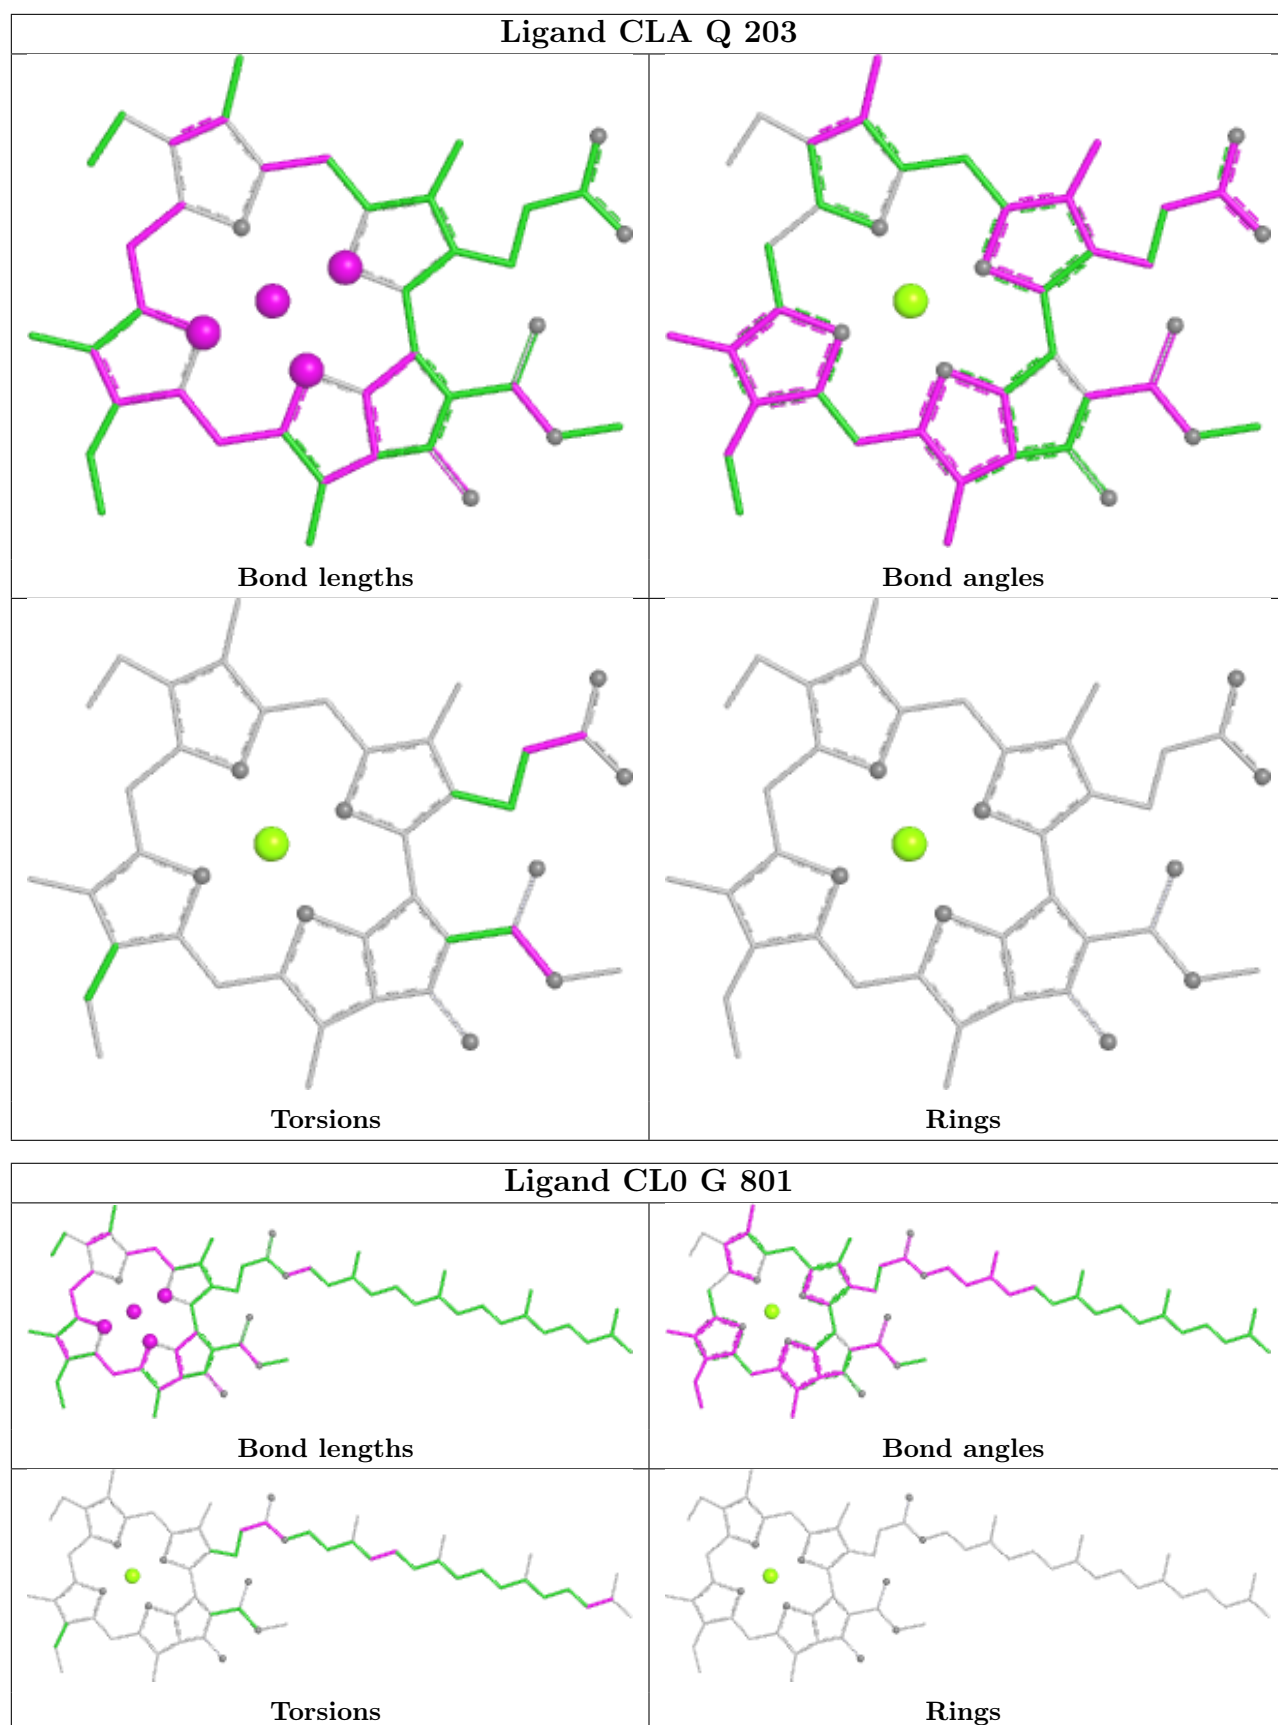 Ligand CLA Q 203
Bond lengths
Bond angles
Torsions
Rings
Ligand CL0 G 801
Bond lengths
Bond angles
Torsions
Rings